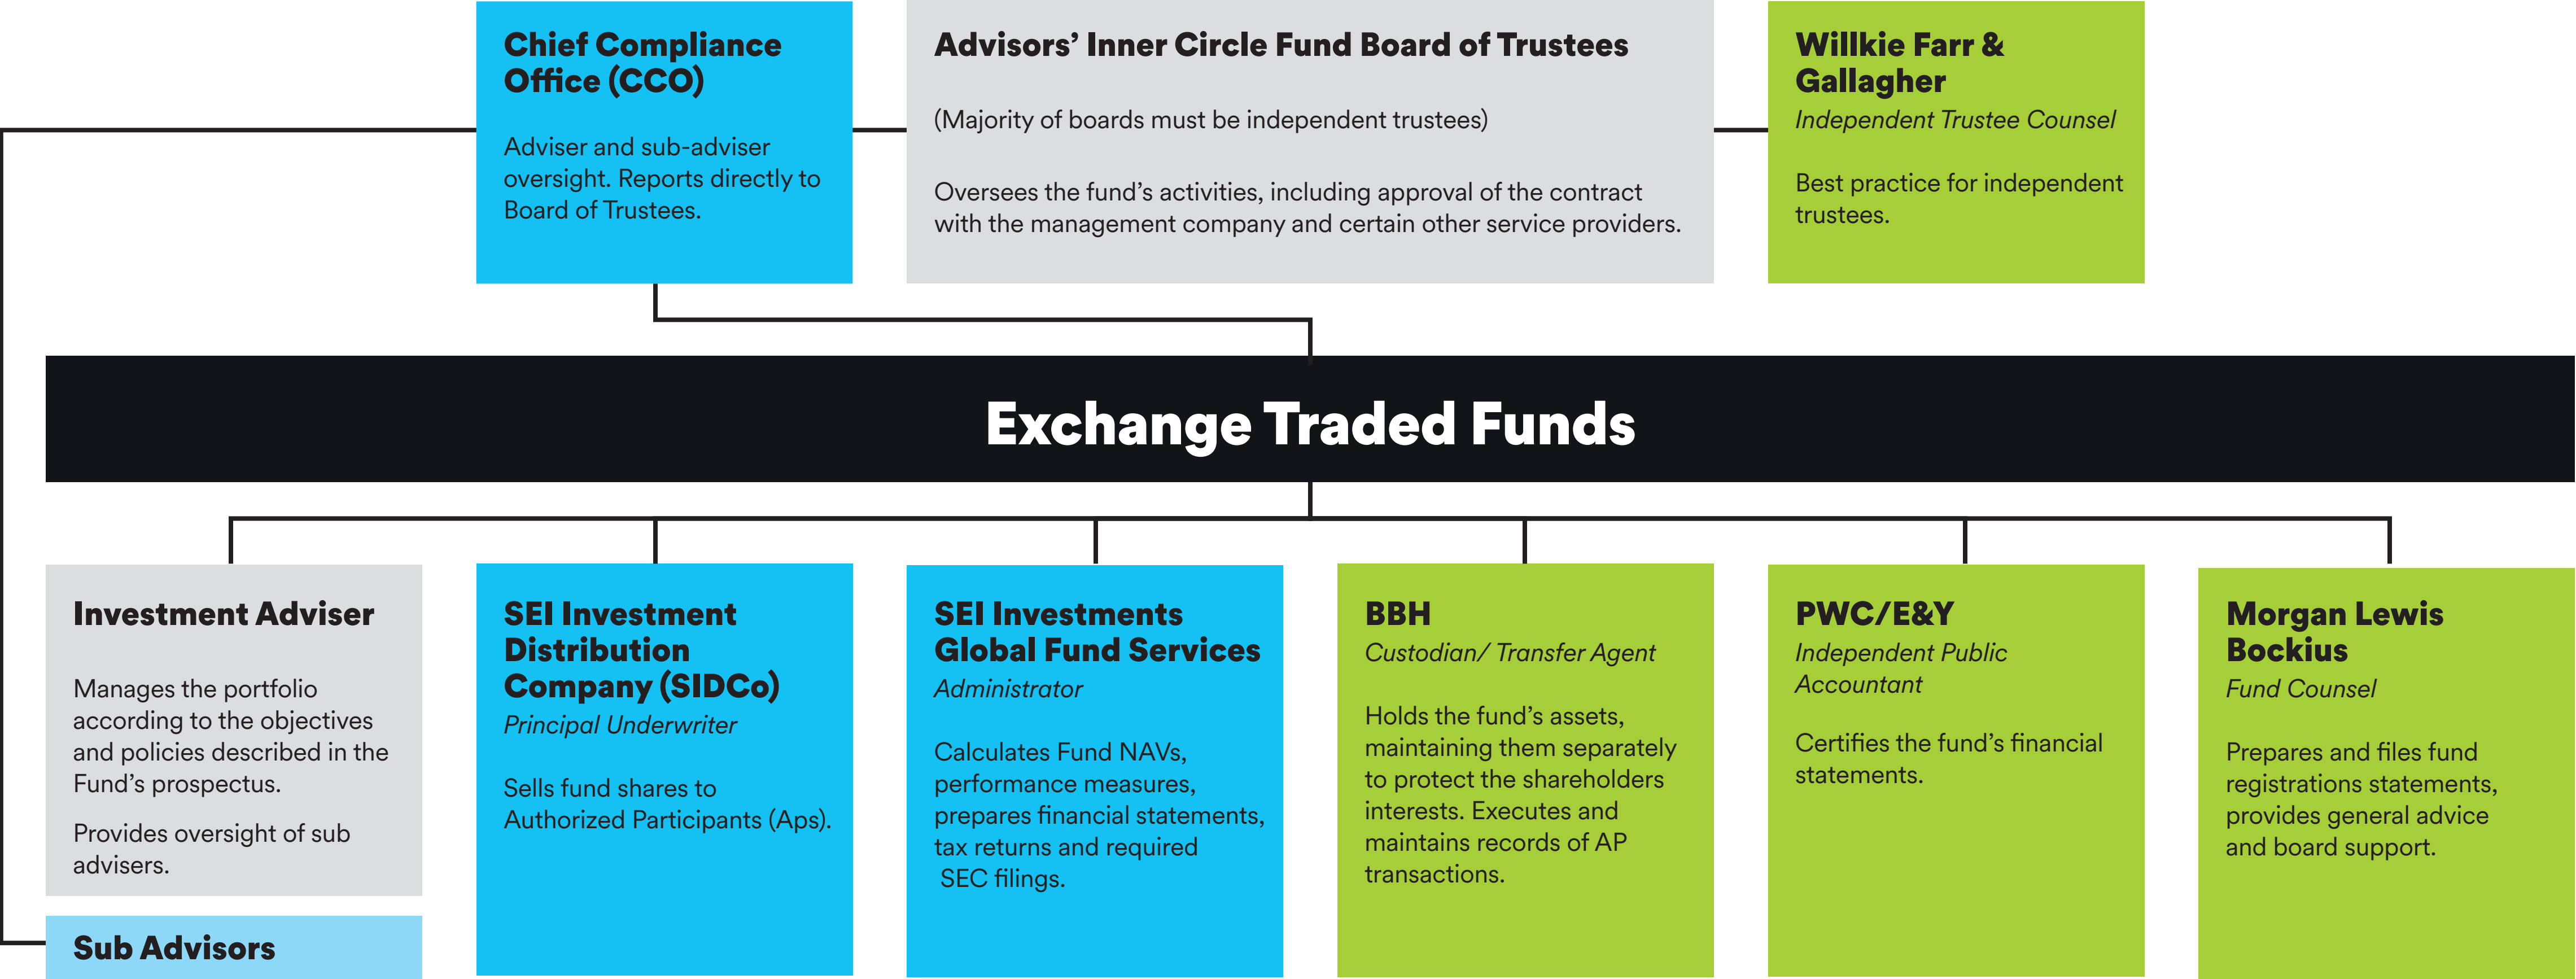 Chief Compliance
Office (CCO)
Adviser and sub-adviser
oversight. Reports directly to
Board of Trustees.
Advisors’ Inner Circle Fund Board of Trustees
(Majority of boards must be independent trustees)
Oversees the fund’s activities, including approval of the contract
with the management company and certain other service providers.
Willkie Farr &
Gallagher
Independent Trustee Counsel
Best practice for independent
trustees.
Exchange Traded Funds
Investment Adviser
Manages the portfolio
according to the objectives
and policies described in the
Fund’s prospectus.
Provides oversight of sub
advisers.
Sub Advisors
SEI Investment
Distribution
Company (SIDCo)
Principal Underwriter
Sells fund shares to
Authorized Participants (Aps).
SEI Investments
Global Fund Services
Administrator
Calculates Fund NAVs,
performance measures,
prepares financial statements,
tax returns and required
SEC filings.
BBH
Custodian/ Transfer Agent
Holds the fund’s assets,
maintaining them separately
to protect the shareholders
interests. Executes and
maintains records of AP
transactions.
PWC/E&Y
Independent Public
Accountant
Certifies the fund’s financial
statements.
Morgan Lewis
Bockius
Fund Counsel
Prepares and files fund
registrations statements,
provides general advice
and board support.